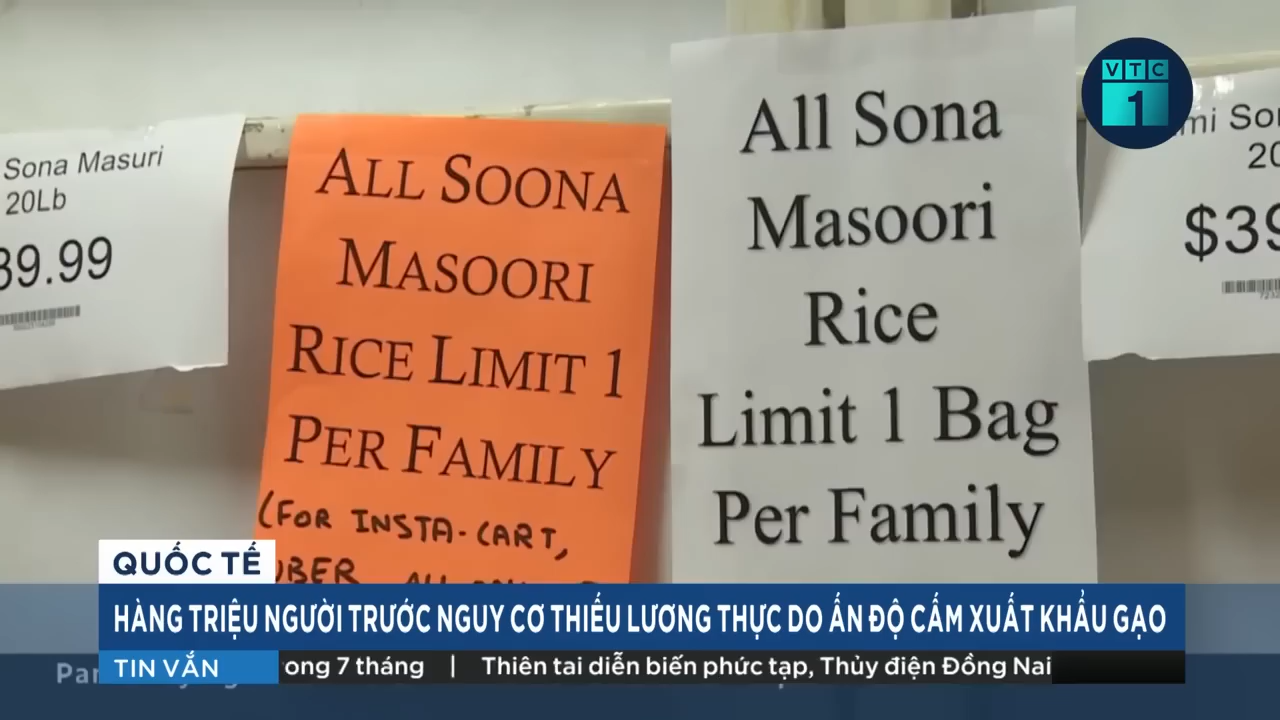 VTC
1
Sona Masuri
20Lb
39.99
ALL SOONA
MASOORI
RICE LIMIT 1
PER FAMILY
(FOR INSTA-CART,
UBER
All Sona
Masoori
Rice
Limit 1 Bag
Per Family
$39
QUỐC TẾ
HÀNG TRIỆU NGƯỜI TRƯỚC NGUY CƠ THIẾU LƯƠNG THỰC DO ẤN ĐỘ CẤM XUẤT KHẨU GẠO
TIN VẮN
ong 7 tháng | Thiên tai diễn biến phức tạp, Thủy điện Đồng Nai